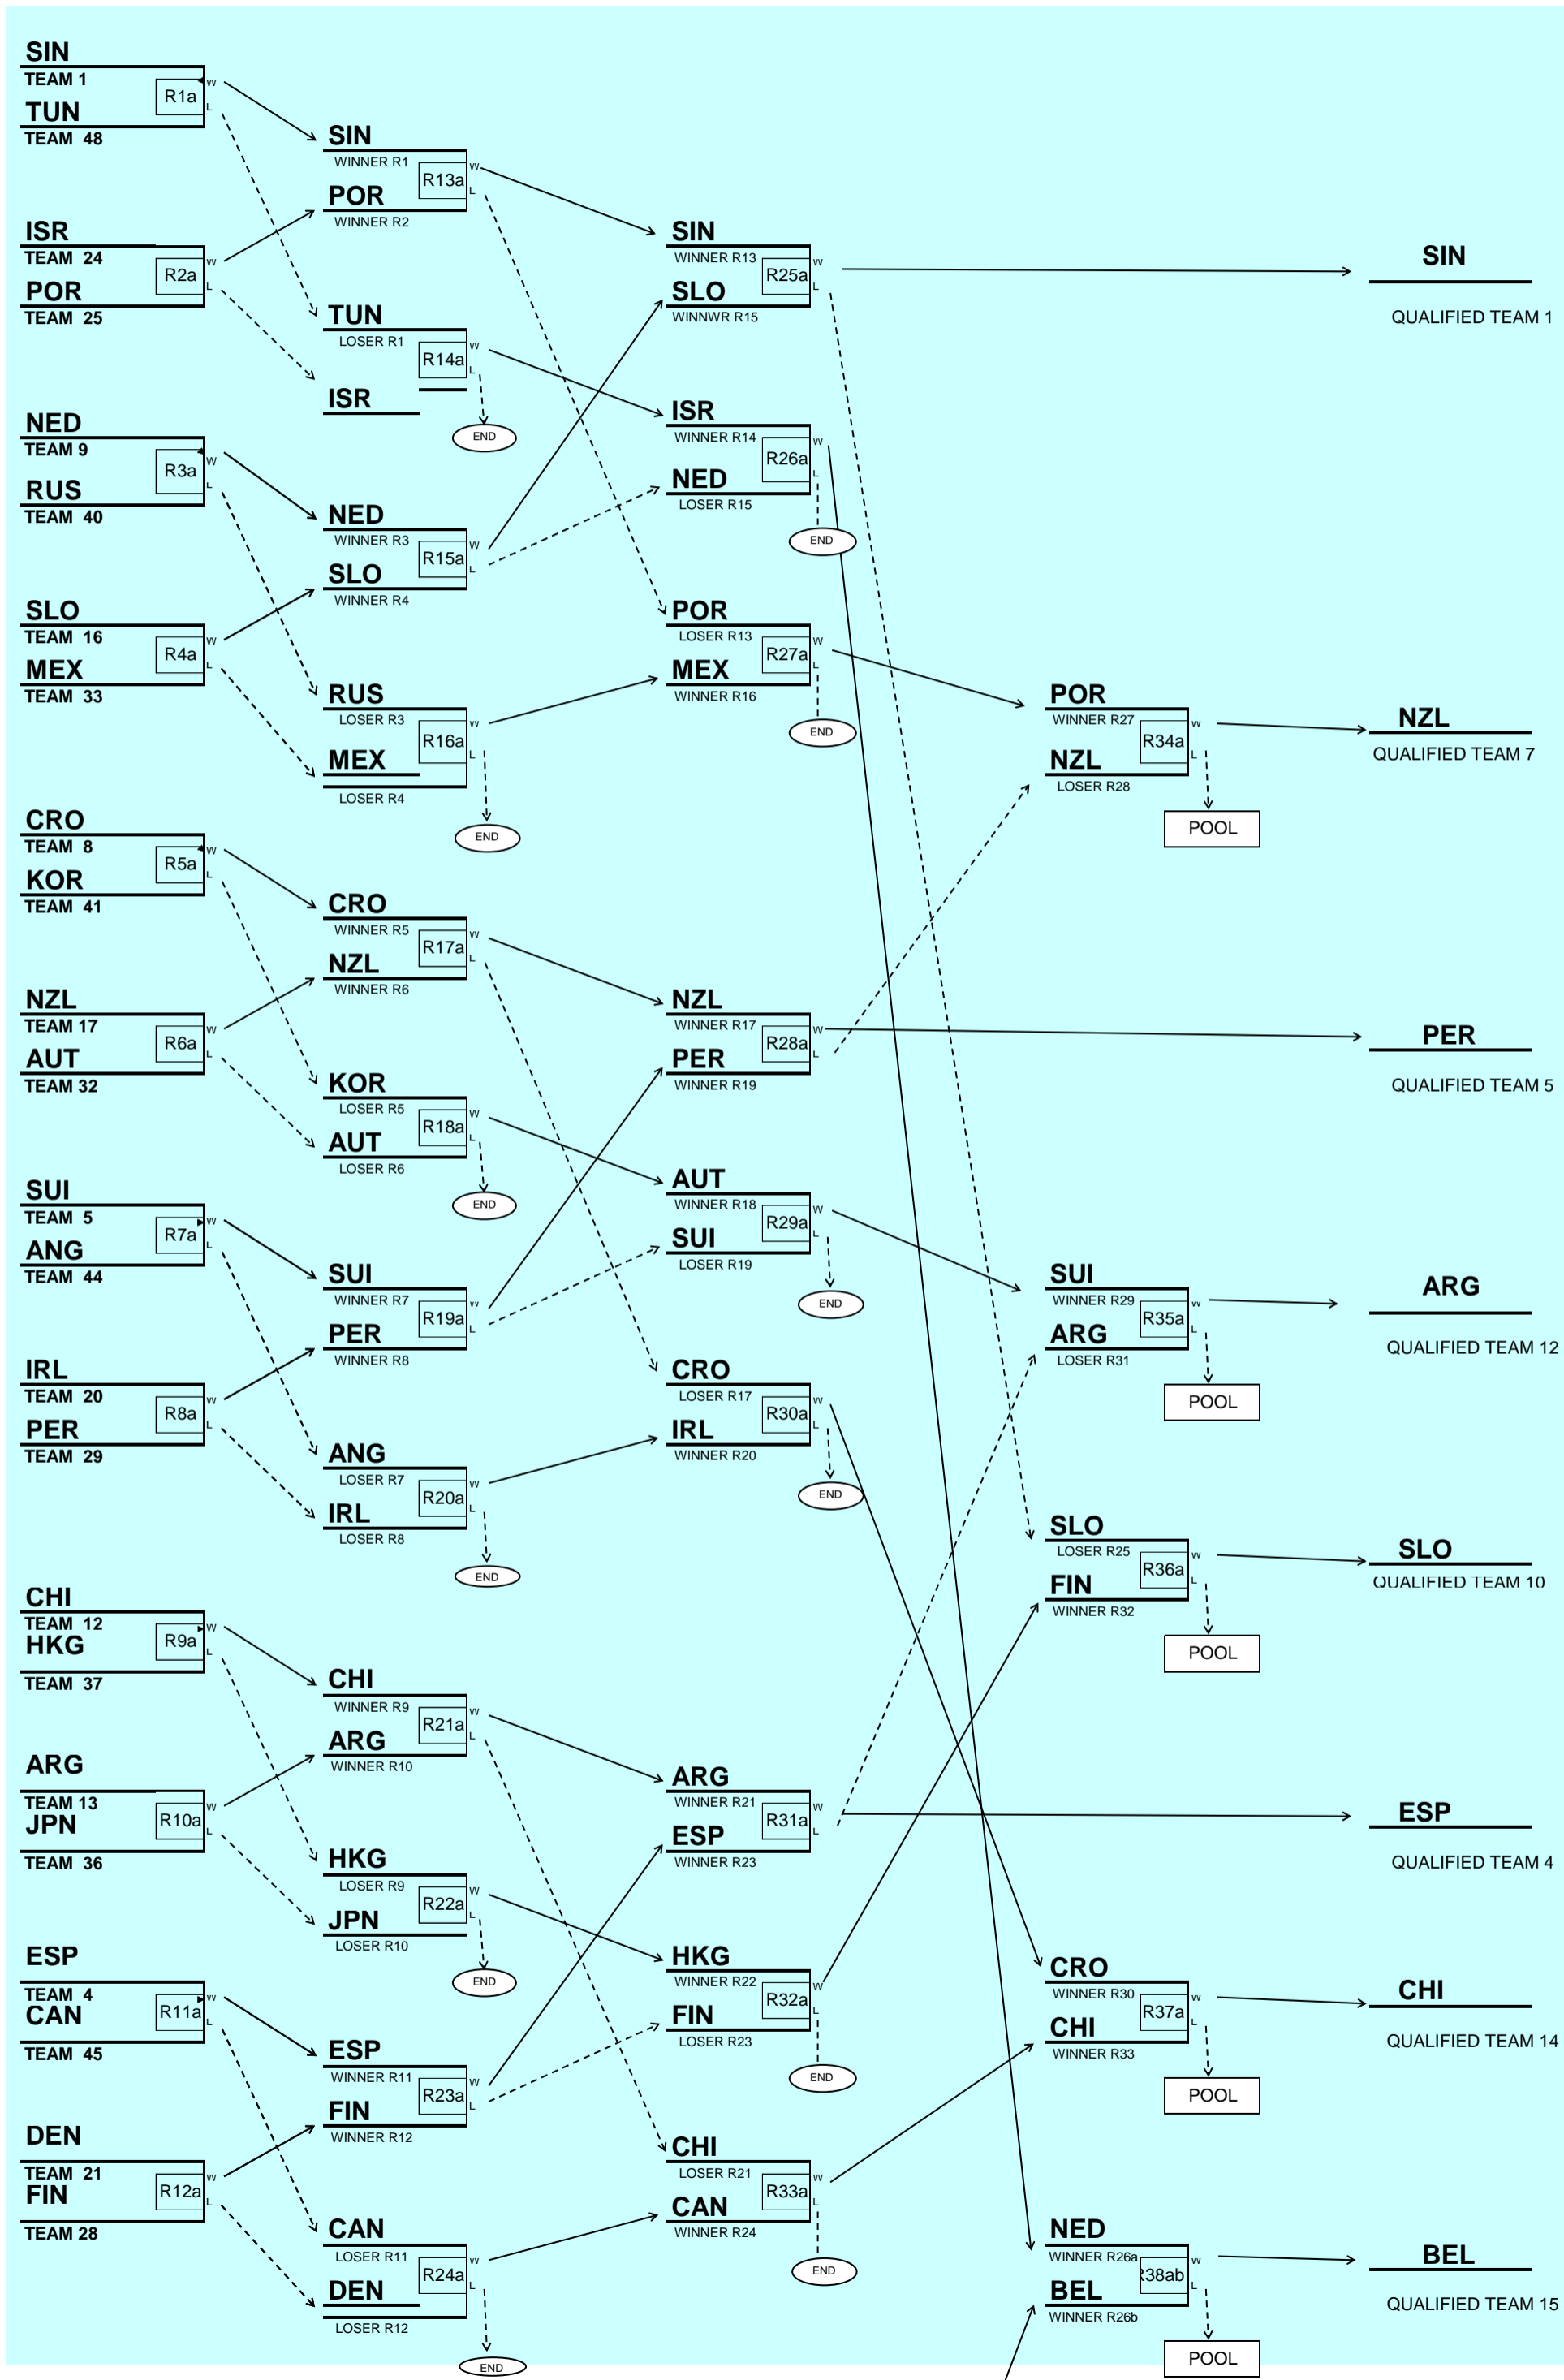 SIN
TEAM 1
R1a
W
L
TUN
TEAM 48
ISR
TEAM 24
R2a
W
L
POR
TEAM 25
NED
TEAM 9
R3a
W
L
RUS
TEAM 40
SLO
TEAM 16
R4a
W
L
MEX
TEAM 33
CRO
TEAM 8
R5a
W
L
KOR
TEAM 41
NZL
TEAM 17
R6a
W
L
AUT
TEAM 32
SUI
TEAM 5
R7a
W
L
ANG
TEAM 44
IRL
TEAM 20
R8a
W
L
PER
TEAM 29
CHI
TEAM 12
R9a
W
L
HKG
TEAM 37
ARG
TEAM 13
R10a
W
L
JPN
TEAM 36
ESP
TEAM 4
R11a
W
L
CAN
TEAM 45
DEN
TEAM 21
R12a
W
L
FIN
TEAM 28
SIN
WINNER R1
R13a
W
L
POR
WINNER R2
TUN
LOSER R1
R14a
W
L
ISR
END
NED
WINNER R3
R15a
W
L
SLO
WINNER R4
RUS
LOSER R3
R16a
W
L
MEX
LOSER R4
END
CRO
WINNER R5
R17a
W
L
NZL
WINNER R6
KOR
LOSER R5
R18a
W
L
AUT
LOSER R6
END
SUI
WINNER R7
R19a
W
L
PER
WINNER R8
ANG
LOSER R7
R20a
W
L
IRL
LOSER R8
END
CHI
WINNER R9
R21a
W
L
ARG
WINNER R10
HKG
LOSER R9
R22a
W
L
JPN
LOSER R10
END
ESP
WINNER R11
R23a
W
L
FIN
WINNER R12
CAN
LOSER R11
R24a
W
L
DEN
LOSER R12
END
SIN
WINNER R13
R25a
W
L
SLO
WINNWR R15
ISR
WINNER R14
R26a
W
L
NED
LOSER R15
END
POR
LOSER R13
R27a
W
L
MEX
WINNER R16
END
NZL
WINNER R17
R28a
W
L
PER
WINNER R19
AUT
WINNER R18
R29a
W
L
SUI
LOSER R19
END
CRO
LOSER R17
R30a
W
L
IRL
WINNER R20
END
ARG
WINNER R21
R31a
W
L
ESP
WINNER R23
HKG
WINNER R22
R32a
W
L
FIN
LOSER R23
END
CHI
LOSER R21
R33a
W
L
CAN
WINNER R24
END
POR
WINNER R27
R34a
W
L
NZL
LOSER R28
POOL
SUI
WINNER R29
R35a
W
L
ARG
LOSER R31
POOL
SLO
LOSER R25
R36a
W
L
FIN
WINNER R32
POOL
CRO
WINNER R30
R37a
W
L
CHI
WINNER R33
POOL
NED
WINNER R26a
R38ab
W
L
BEL
WINNER R26b
POOL
SIN
QUALIFIED TEAM 1
NZL
QUALIFIED TEAM 7
PER
QUALIFIED TEAM 5
ARG
QUALIFIED TEAM 12
SLO
QUALIFIED TEAM 10
ESP
QUALIFIED TEAM 4
CHI
QUALIFIED TEAM 14
BEL
QUALIFIED TEAM 15